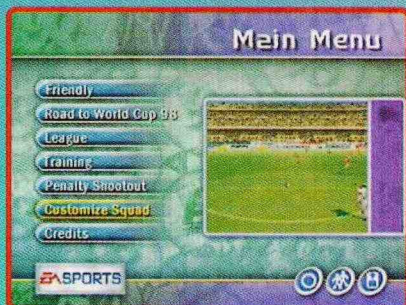 Main Menu
Friendly
Road to World Cup 98
League
Training
Penalty Shootout
Customize Squad
Credits
EA SPORTS